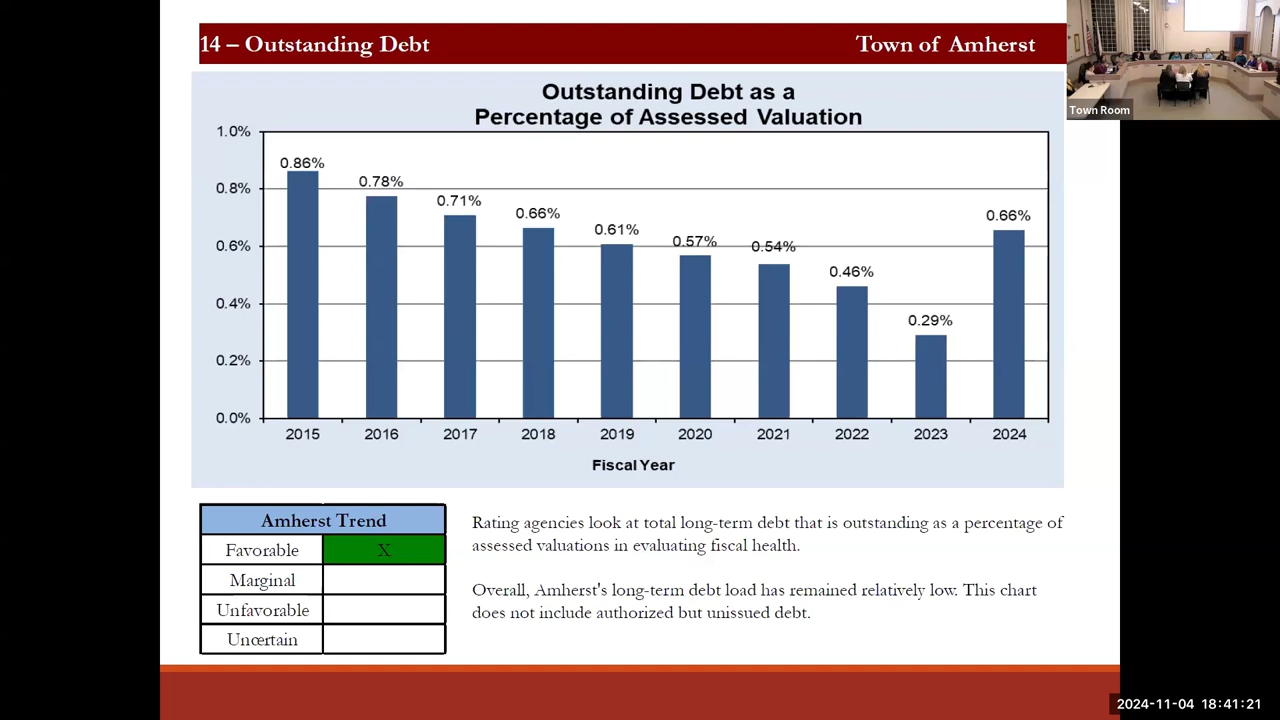 14 – Outstanding Debt
Town of Amherst
Town Room
Outstanding Debt as a
Percentage of Assessed Valuation
1.0%
0.8%
0.6%
0.4%
0.2%
0.0%
0.86%
0.78%
0.71%
0.66%
0.61%
0.57%
0.54%
0.46%
0.29%
0.66%
2015 2016 2017 2018 2019 2020 2021 2022 2023 2024
Fiscal Year
Amherst Trend
Favorable X
Marginal
Unfavorable
Uncertain
Rating agencies look at total long-term debt that is outstanding as a percentage of
assessed valuations in evaluating fiscal health.
Overall, Amherst's long-term debt load has remained relatively low. This chart
does not include authorized but unissued debt.
2024-11-04 18:41:21